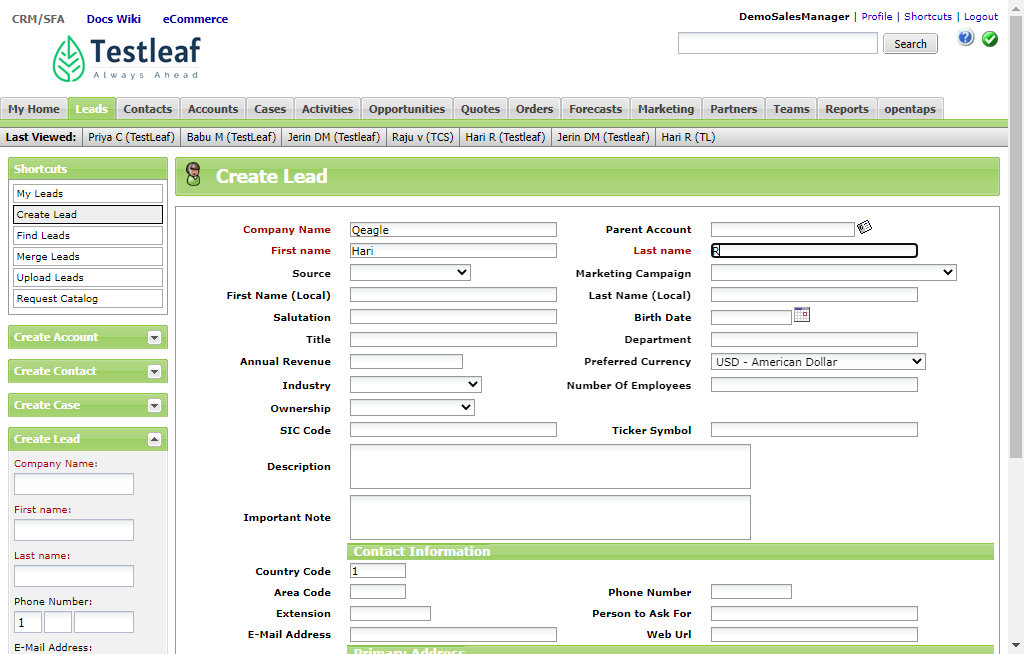 CRM/SFA Docs Wiki eCommerce
DemoSalesManager | Profile | Shortcuts | Logout
Testleaf
Always Ahead
Search
My Home Leads Contacts Accounts Cases Activities Opportunities Quotes Orders Forecasts Marketing Partners Teams Reports opentaps
Last Viewed: Priya C (TestLeaf) Babu M (TestLeaf) Jerin DM (Testleaf) Raju v (TCS) Hari R (Testleaf) Jerin DM (Testleaf) Hari R (TL)
Shortcuts
My Leads
Create Lead
Find Leads
Merge Leads
Upload Leads
Request Catalog
Create Account
Create Contact
Create Case
Create Lead
Company Name:
First name:
Last name:
Phone Number:
1
E-Mail Address:
Create Lead
Company Name Qeagle Parent Account
First name Hari Last name R
Source Marketing Campaign
First Name (Local) Last Name (Local)
Salutation Birth Date
Title Department
Annual Revenue Preferred Currency USD - American Dollar
Industry Number Of Employees
Ownership
SIC Code Ticker Symbol
Description
Important Note
Contact Information
Country Code 1
Area Code Phone Number
Extension Person to Ask For
E-Mail Address Web Url
Primary Address